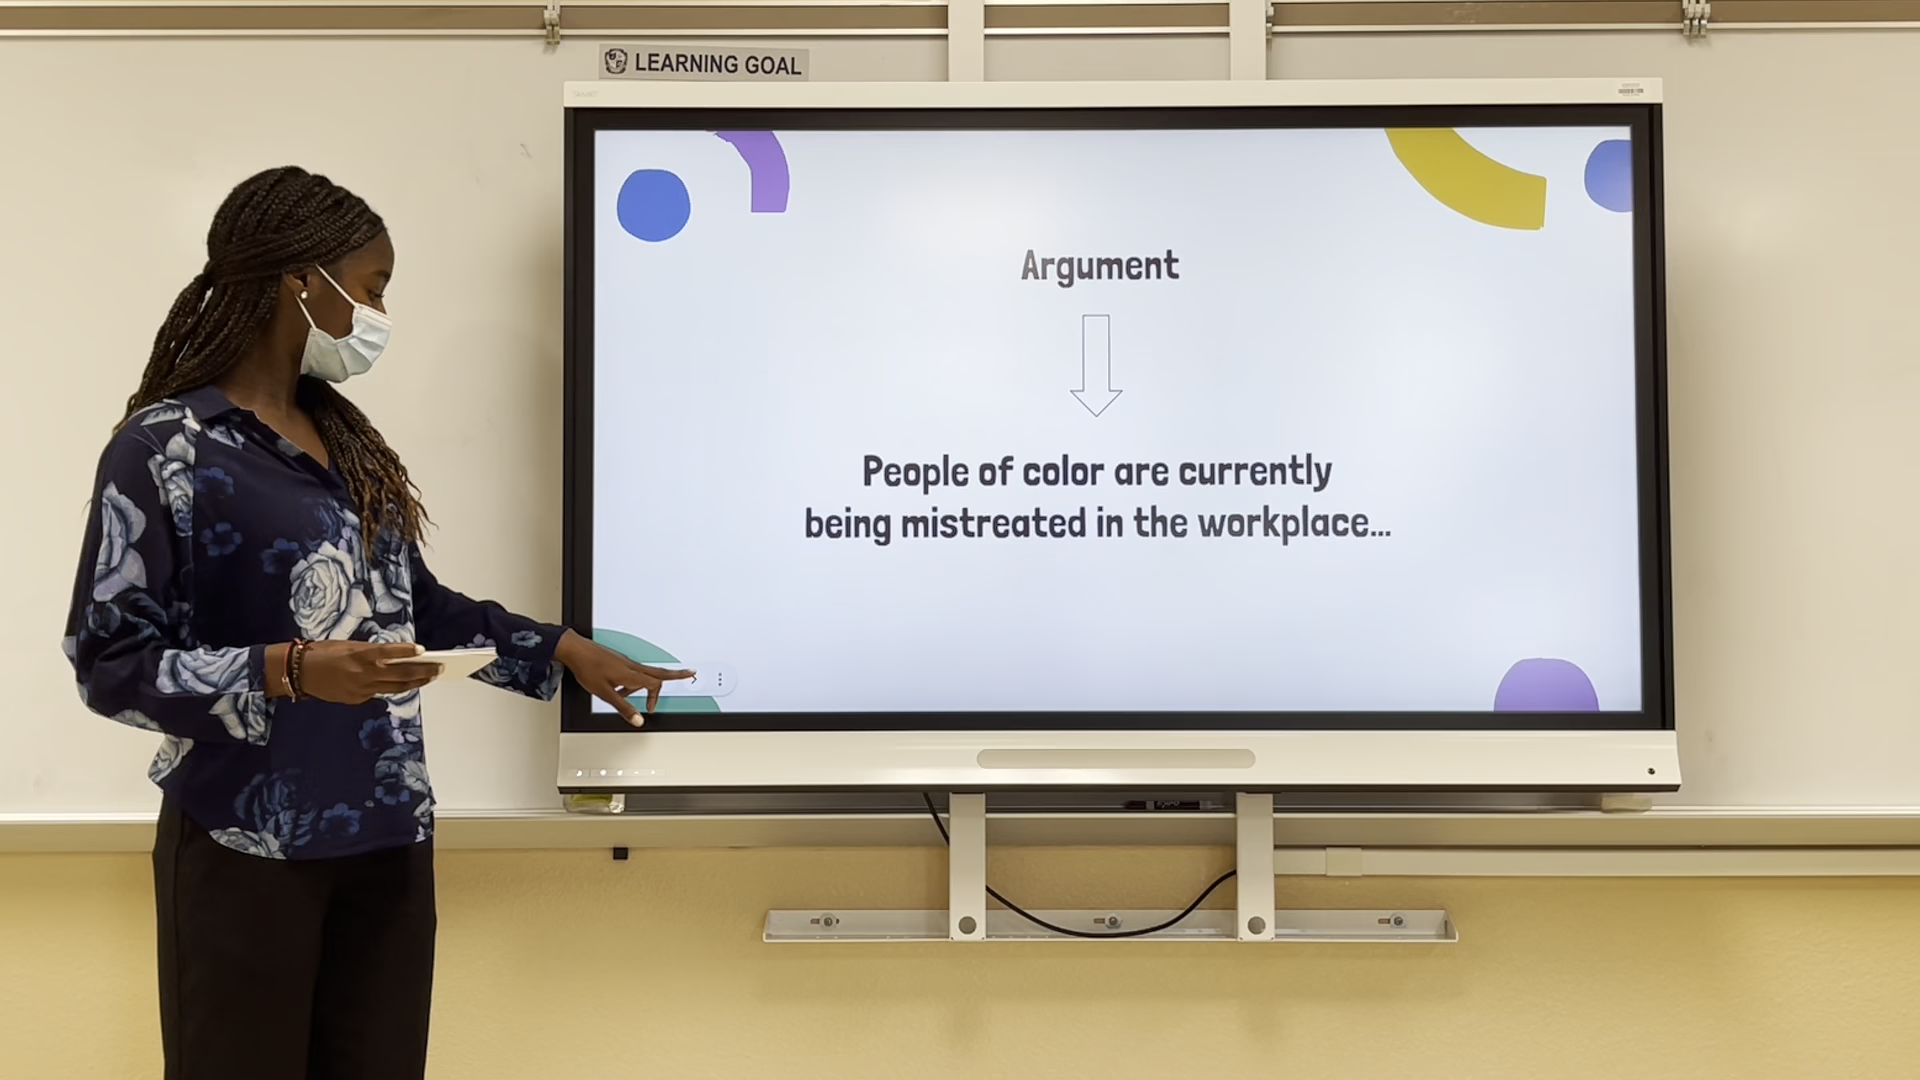 LEARNING GOAL
Argument
People of color are currently
being mistreated in the workplace...